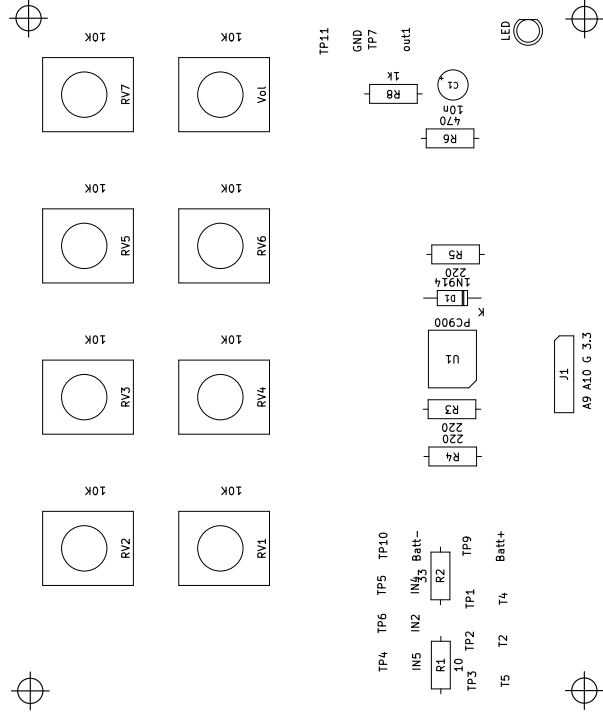 TP11
GND
TP7
out1
LED
10K
10K
RV7
Vol
1k
R8
+
C1
10n
470
R6
10K
10K
RV5
RV6
R5
220
1N914
D1
K
PC900
U1
J1
A9 A10 G 3.3
10K
10K
RV3
RV4
R3
220
220
R4
10K
10K
RV2
RV1
TP10
Batt-
TP9
Batt+
TP5
IN4
33
R2
TP1
T4
TP6
IN2
TP2
T2
TP4
IN5
R1
10
TP3
T5